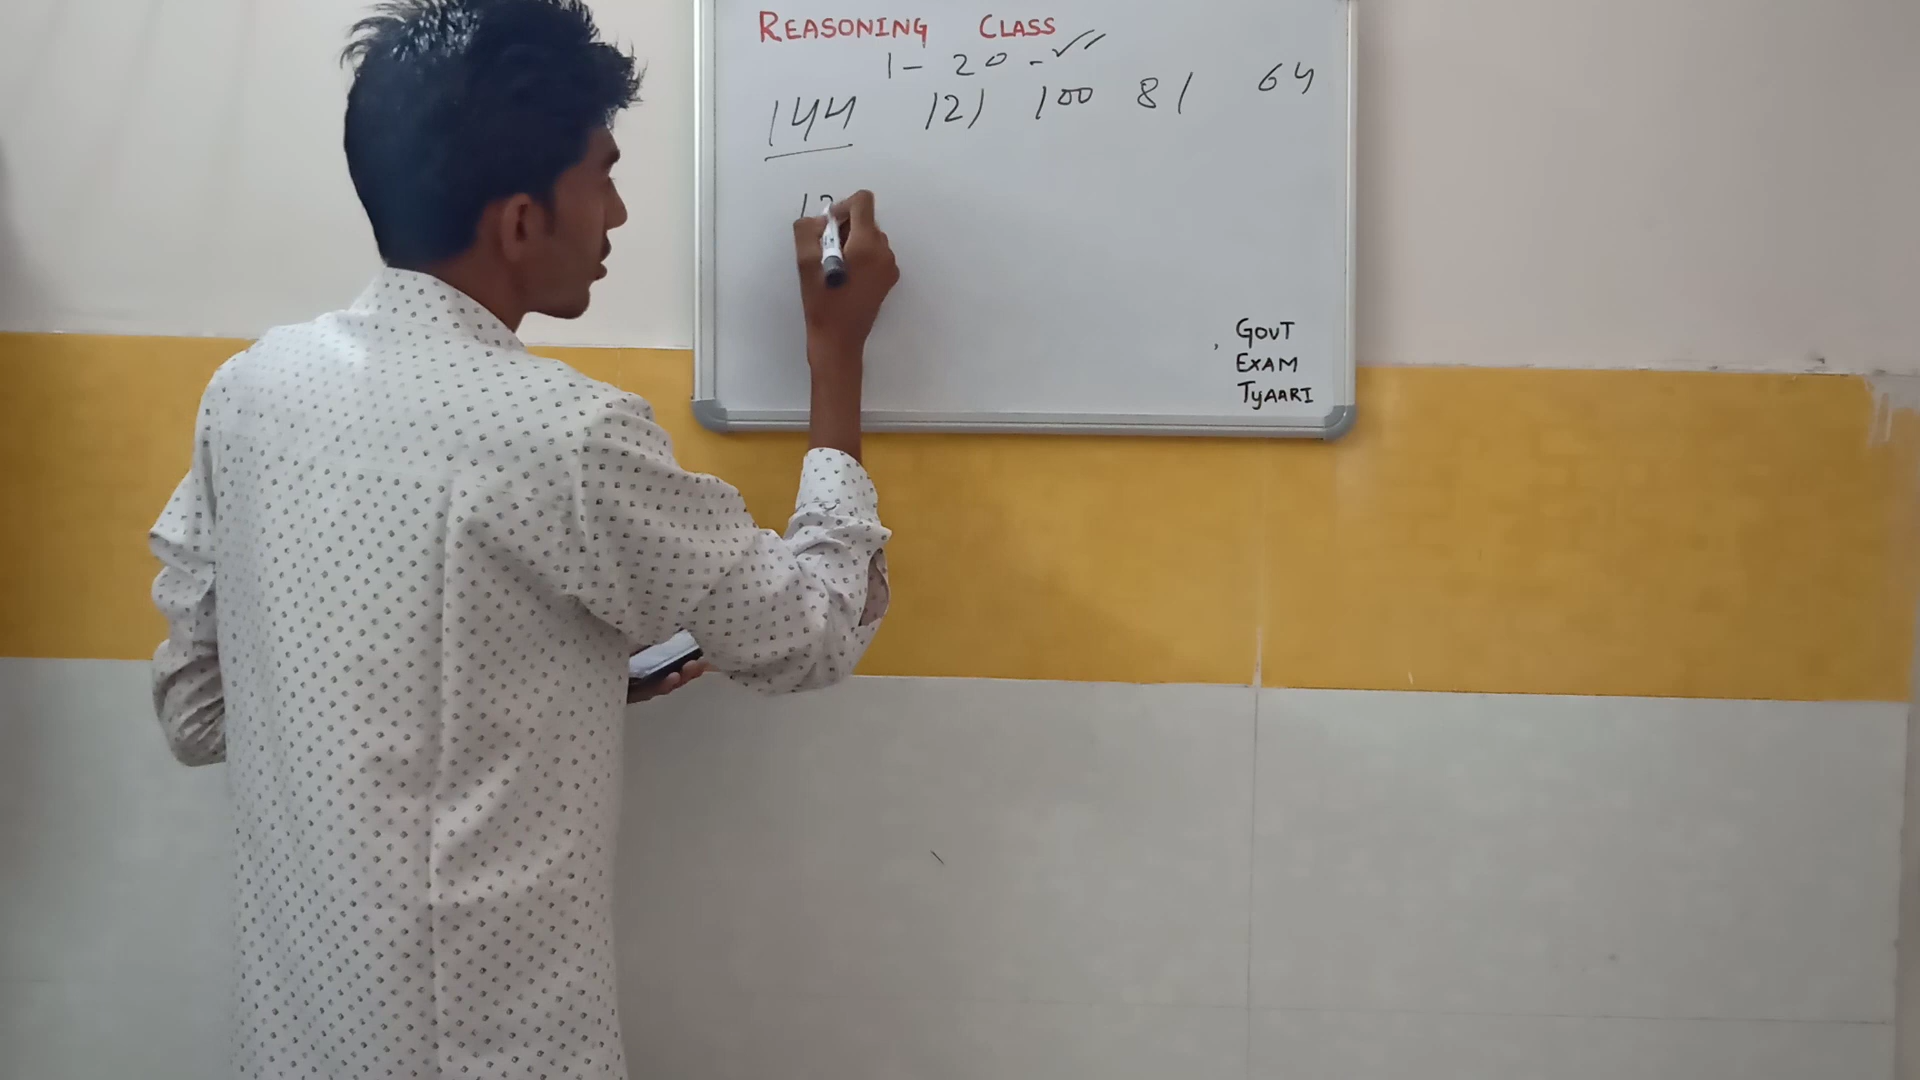 REASONING CLASS
1 - 20 -
144 121 100 81 64
GOVT
EXAM
TYAARI